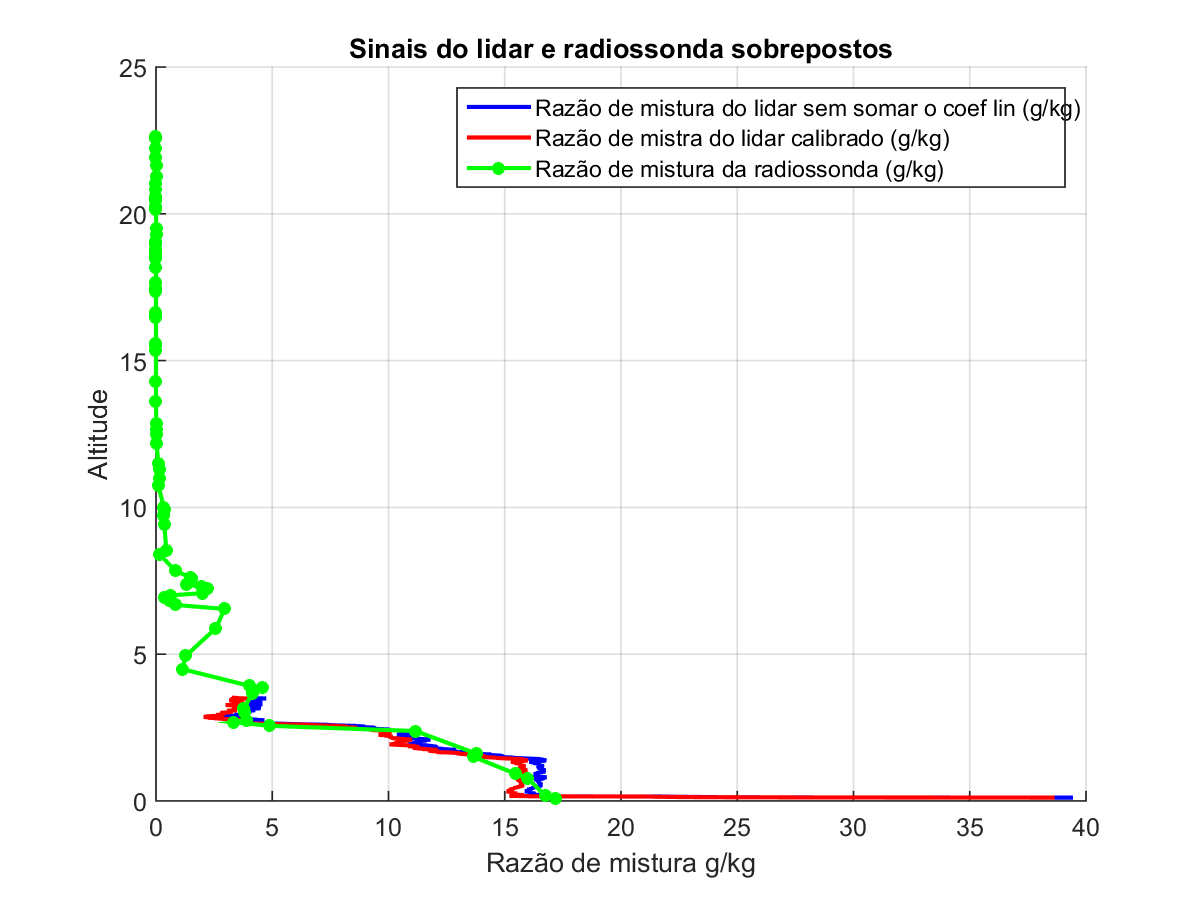 Sinais do lidar e radiossonda sobrepostos
25
Razão de mistura do lidar sem somar o coef lin (g/kg)
Razão de mistra do lidar calibrado (g/kg)
Razão de mistura da radiossonda (g/kg)
20
15
Altitude
10
5
0
0 5 10 15 20 25 30 35 40
Razão de mistura g/kg